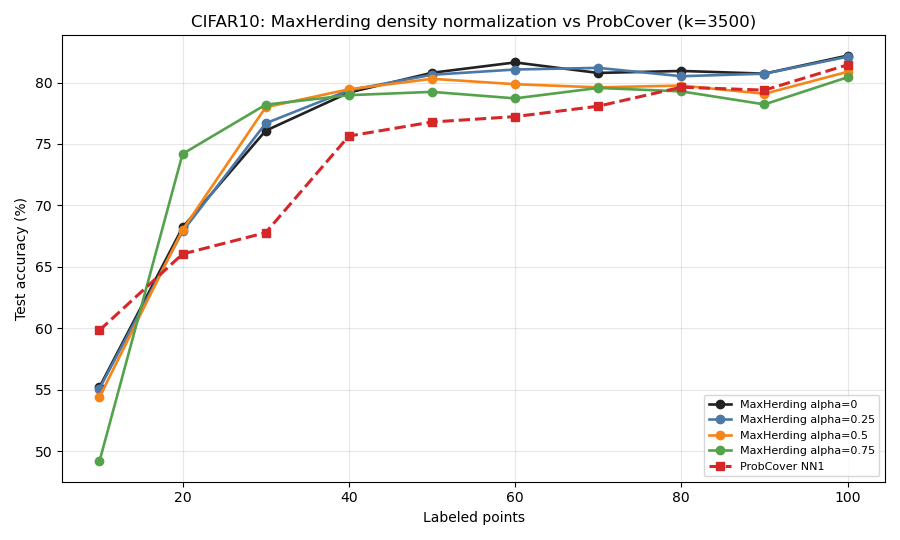 CIFAR10: MaxHerding density normalization vs ProbCover (k=3500)
Test accuracy (%)
80
75
70
65
60
55
50
20
40
60
80
100
Labeled points
MaxHerding alpha=0
MaxHerding alpha=0.25
MaxHerding alpha=0.5
MaxHerding alpha=0.75
ProbCover NN1